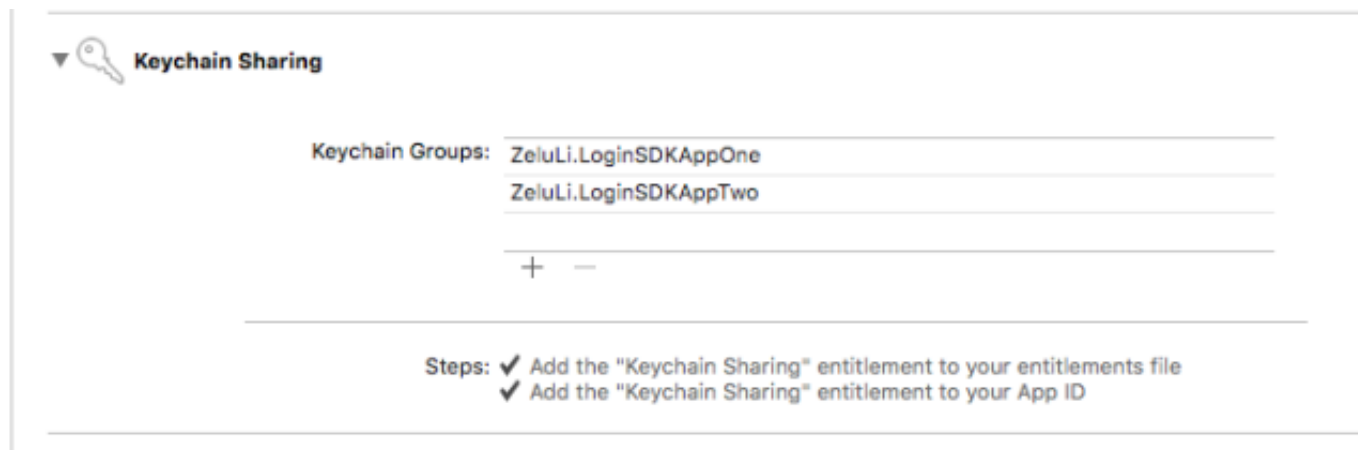 Keychain Sharing
Keychain Groups: ZeluLi.LoginSDKAppOne
ZeluLi.LoginSDKAppTwo
Steps: ✔ Add the "Keychain Sharing" entitlement to your entitlements file
✔ Add the "Keychain Sharing" entitlement to your App ID